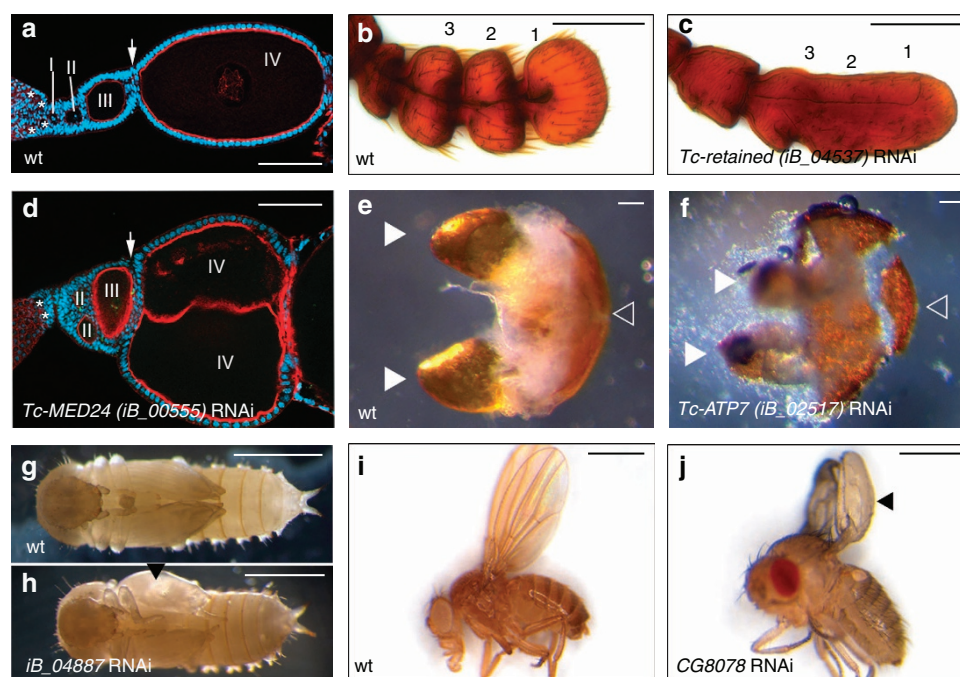 a
I
II
III
IV
*
*
*
*
wt
b
3 2 1
wt
c
3 2 1
Tc-retained (iB_04537) RNAi
d
*
*
II
II
III
IV
IV
Tc-MED24 (iB_00555) RNAi
e
wt
f
Tc-ATP7 (iB_02517) RNAi
g
wt
h
iB_04887 RNAi
i
wt
j
CG8078 RNAi